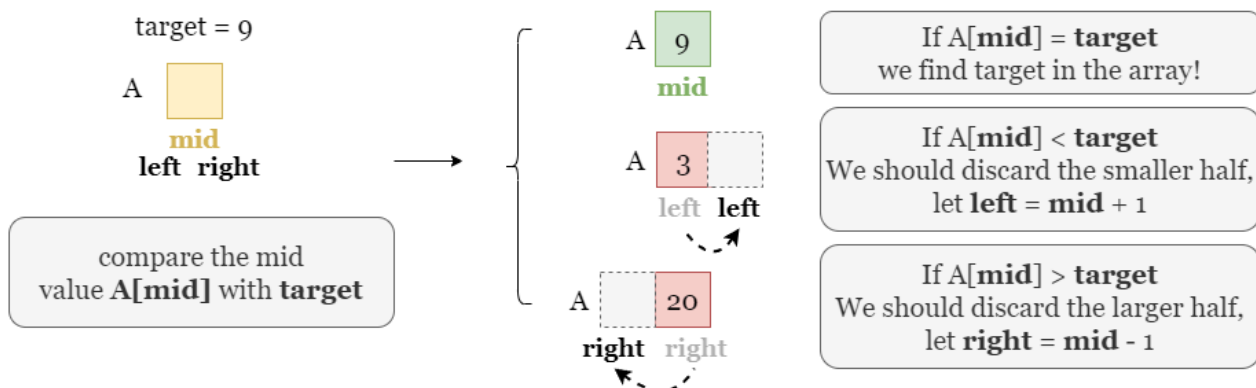 target = 9
A
mid
left right
compare the mid
value A[mid] with target
A 9
mid
If A[mid] = target
we find target in the array!
A 3
left left
If A[mid] < target
We should discard the smaller half,
let left = mid + 1
A 20
right right
If A[mid] > target
We should discard the larger half,
let right = mid - 1